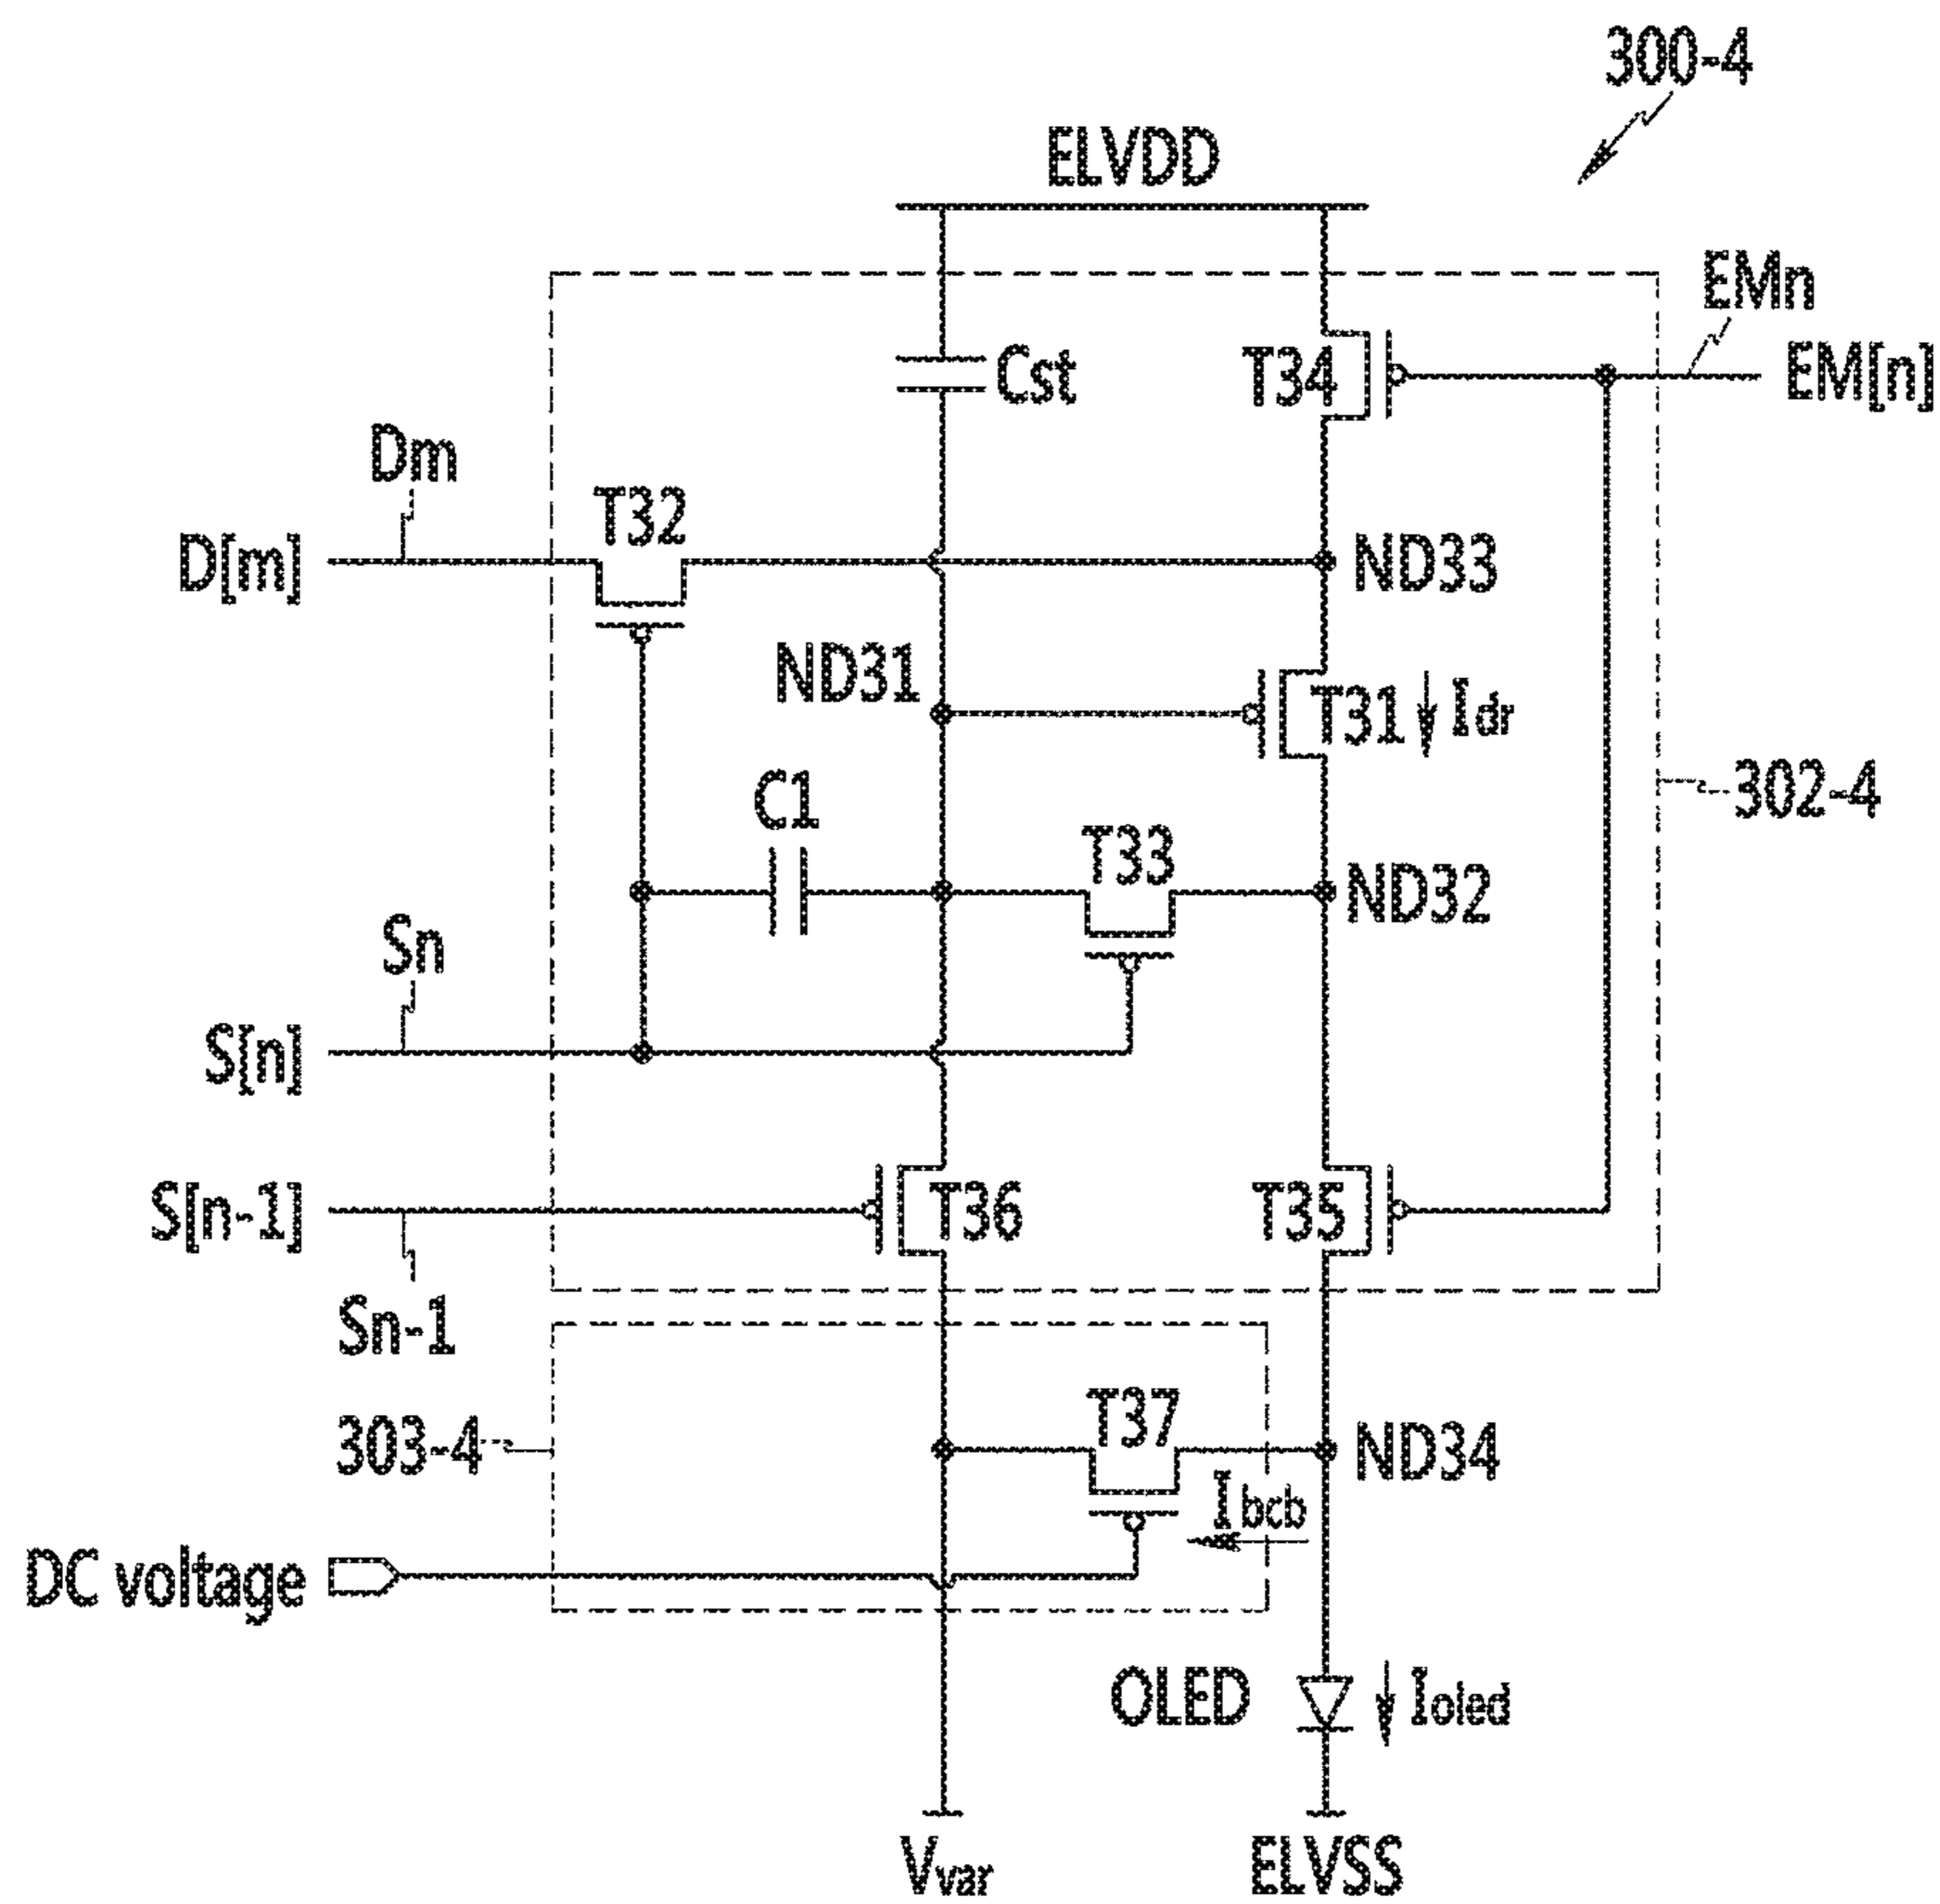 300-4
ELVDD
EMn
T34
EM[n]
Cst
Dm
T32
D[m]
ND33
ND31
T31
Idr
C1
302-4
T33
ND32
Sn
S[n]
S[n-1]
T36
T35
Sn-1
T37
303-4
ND34
Ibcb
DC voltage
OLED
Ioled
Vvar
ELVSS